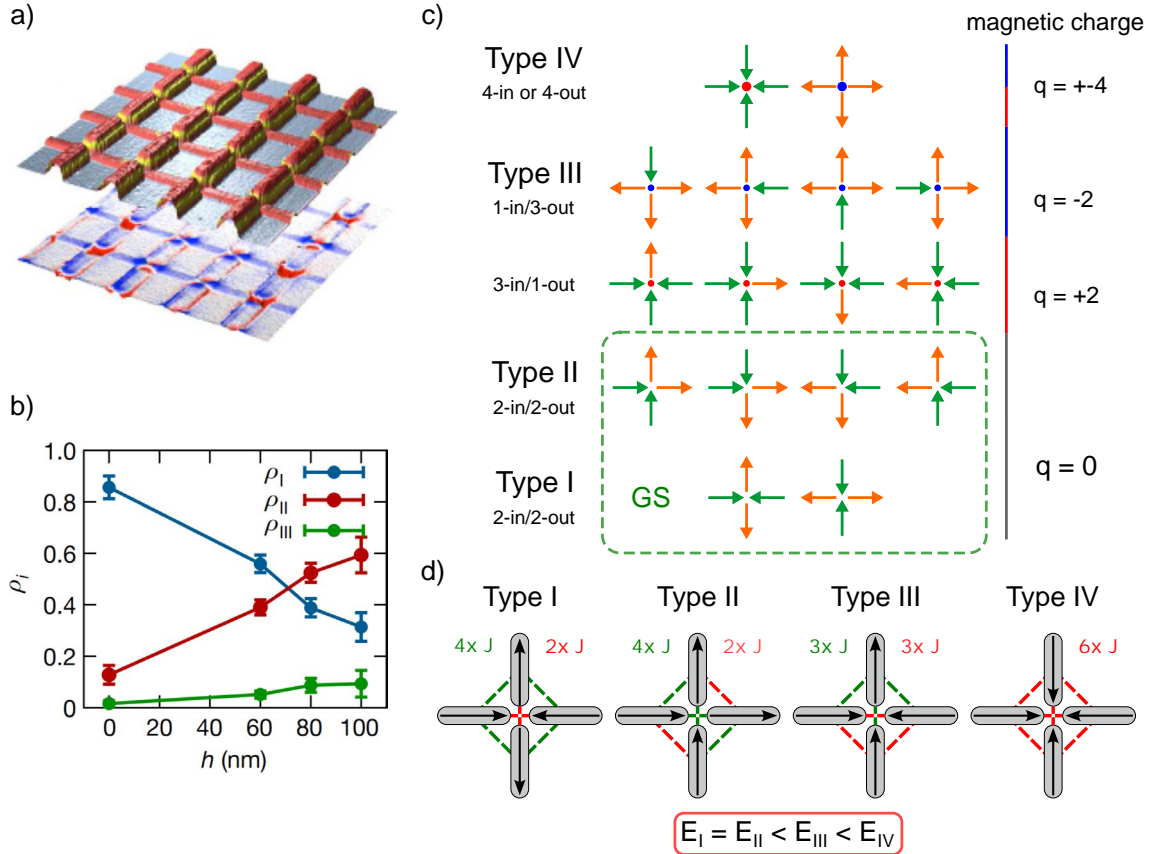 a)
b)
1.0
0.8
0.6
0.4
0.2
0
ρi
ρI
ρII
ρIII
0 20 40 60 80 100
h (nm)
c)
magnetic charge
Type IV
4-in or 4-out
q = +-4
Type III
1-in/3-out
q = -2
3-in/1-out
q = +2
Type II
2-in/2-out
Type I
2-in/2-out
GS
q = 0
d)
Type I Type II Type III Type IV
4x J 2x J 4x J 2x J 3x J 3x J 6x J
EI = EII < EIII < EIV